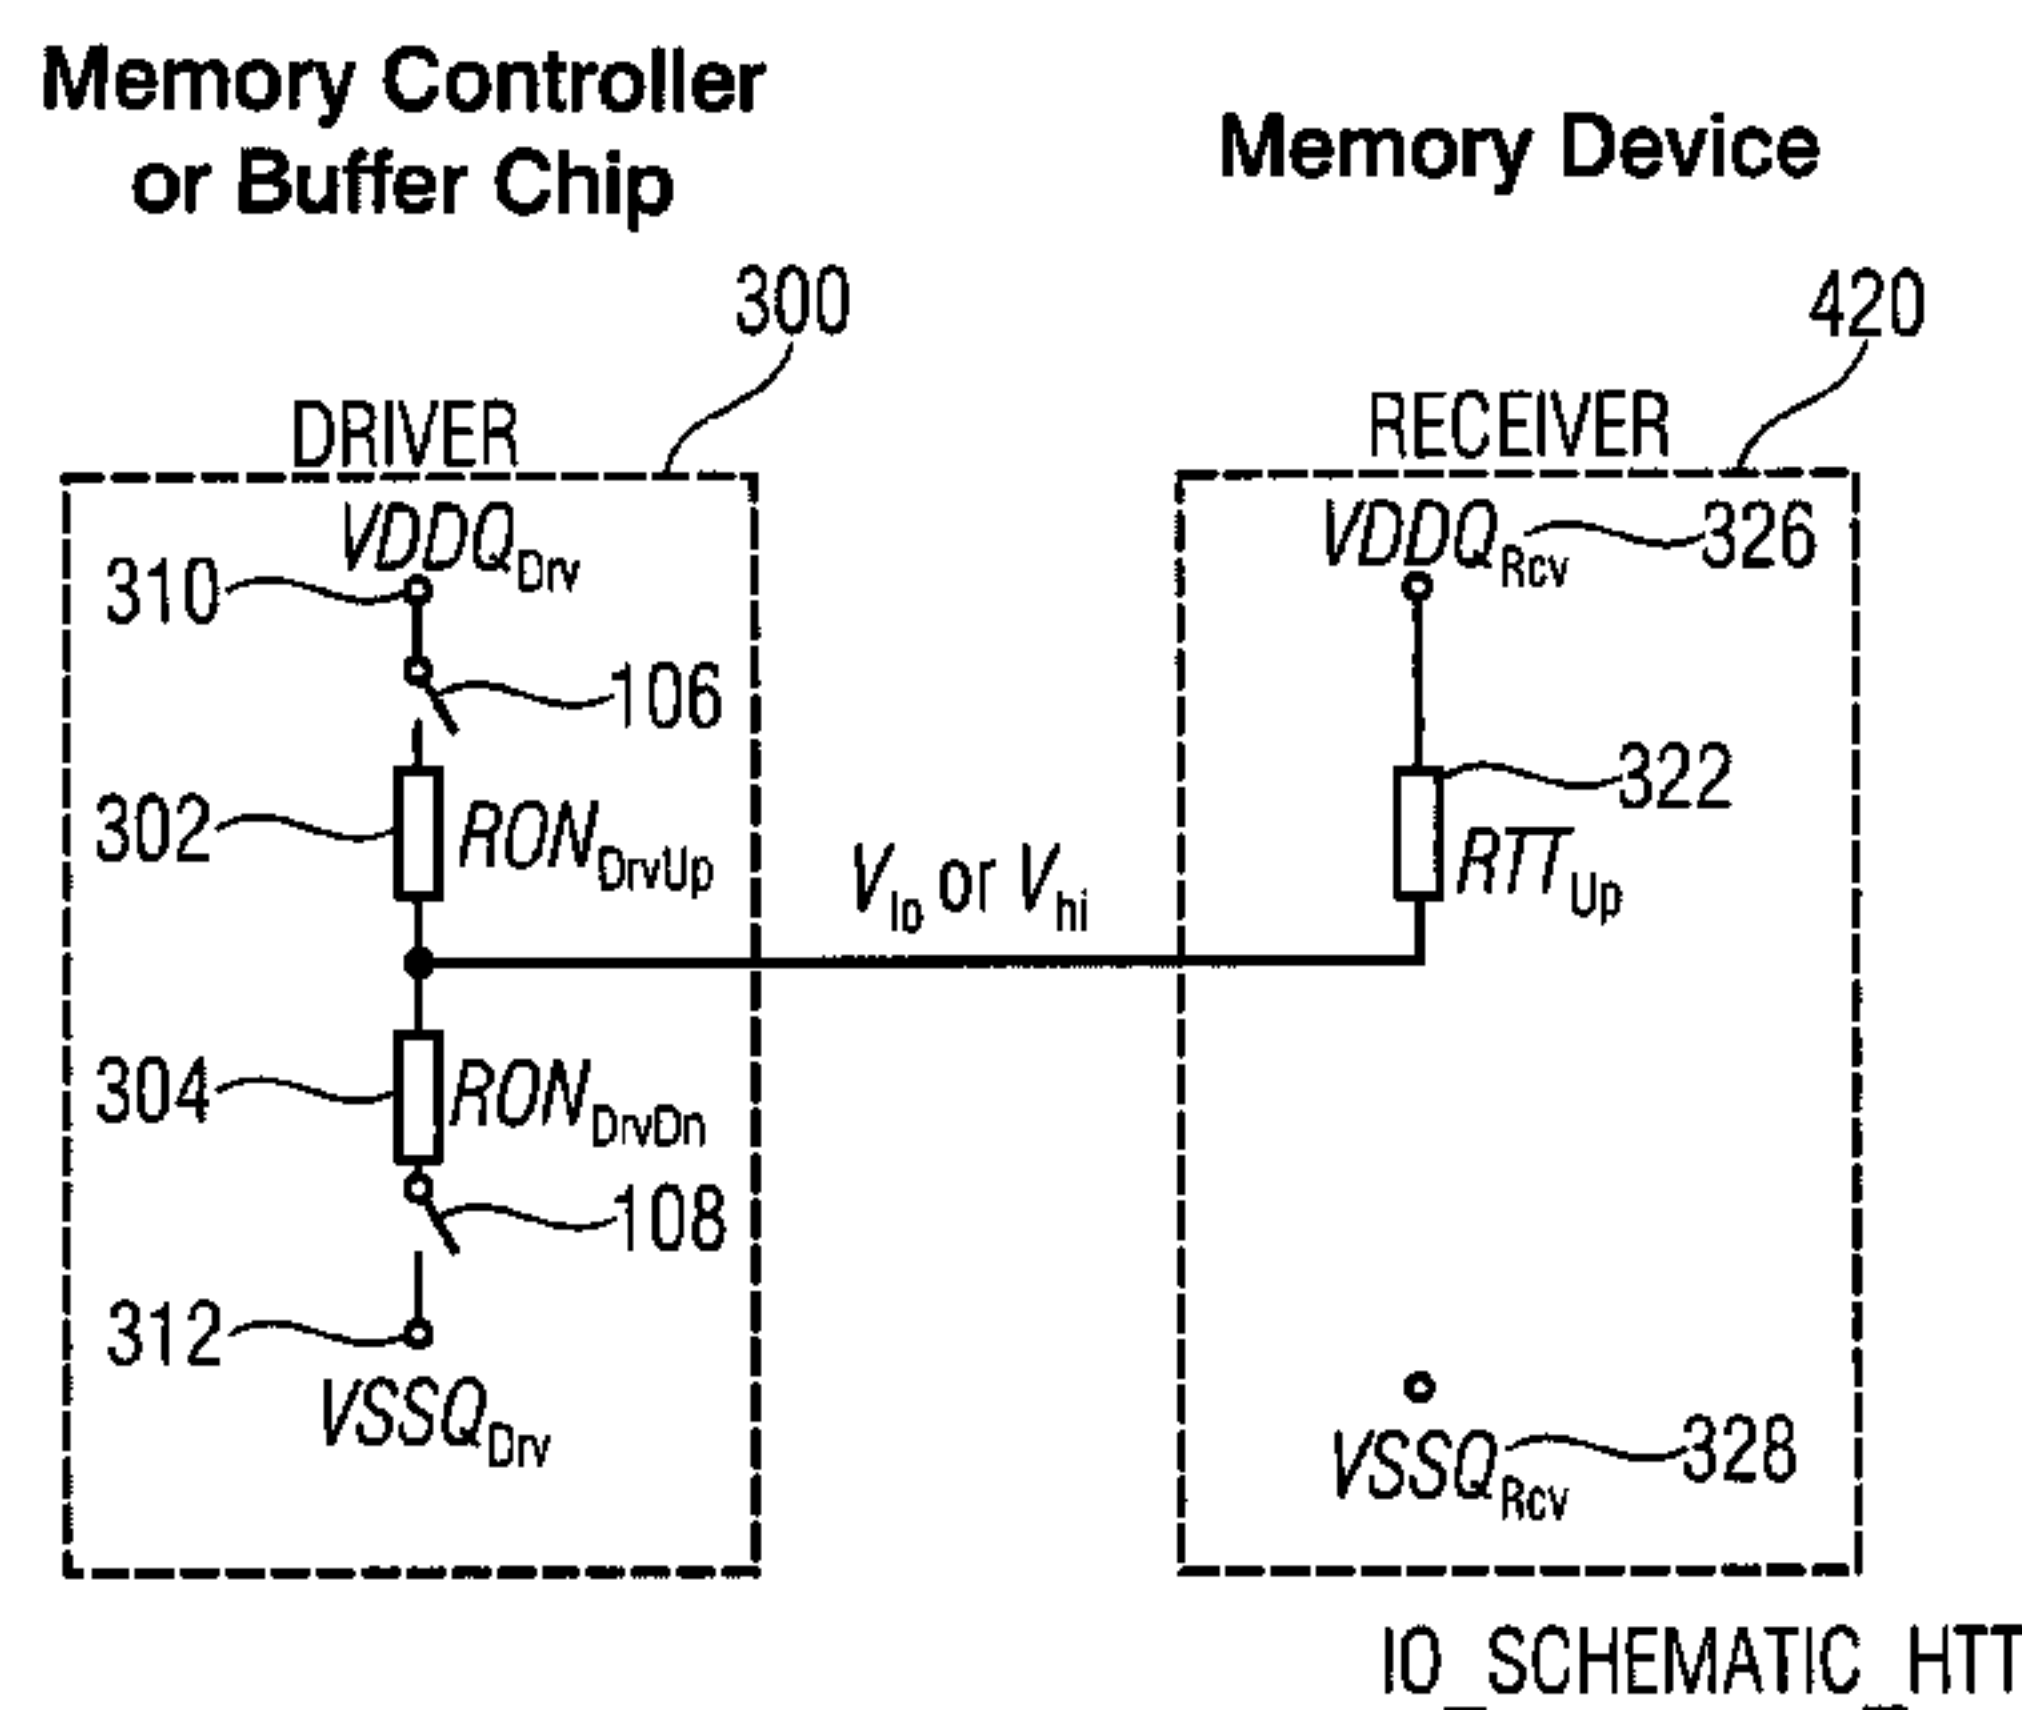 Memory Controller
or Buffer Chip
Memory Device
300
420
DRIVER
RECEIVER
VDDQDrv
VDDQRcv
326
310
106
322
302
RONDrvUp
RTTUp
Vlo or Vhi
304
RONDrvDn
108
312
VSSQDrv
VSSQRcv
328
IO_SCHEMATIC_HTT